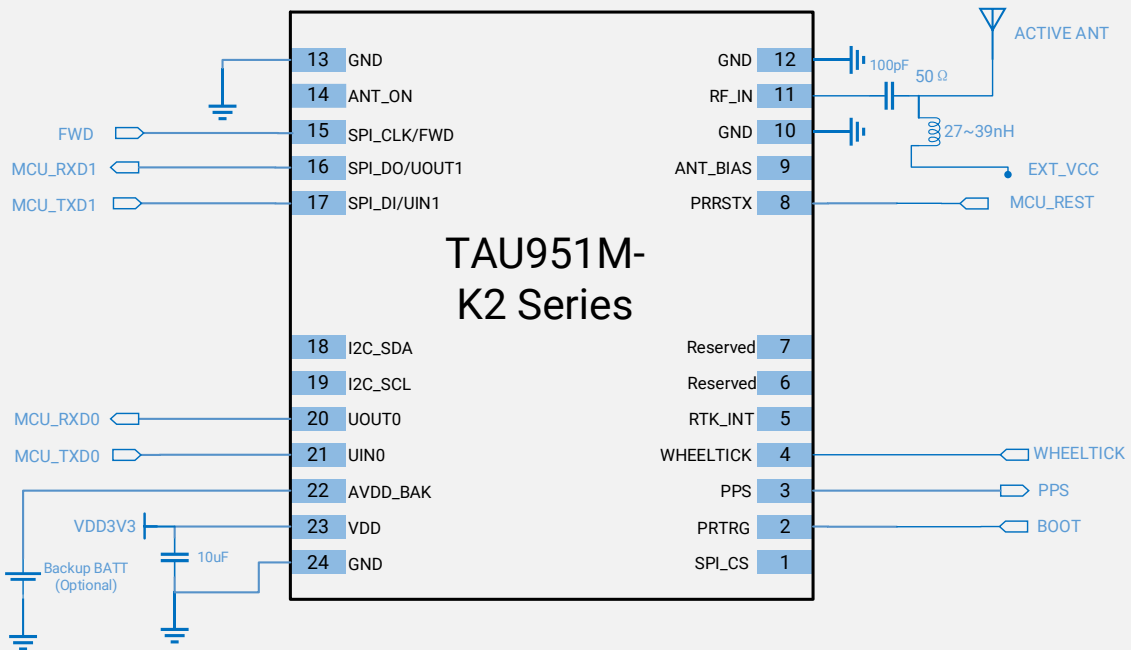 ACTIVE ANT
13 GND
GND 12
100pF
50 Ω
14 ANT_ON
RF_IN 11
FWD
15 SPI_CLK/FWD
GND 10
27~39nH
MCU_RXD1
16 SPI_DO/UOUT1
ANT_BIAS 9
EXT_VCC
MCU_TXD1
17 SPI_DI/UIN1
PRRSTX 8
MCU_REST
TAU951M-
K2 Series
18 I2C_SDA
Reserved 7
19 I2C_SCL
Reserved 6
MCU_RXD0
20 UOUT0
RTK_INT 5
MCU_TXD0
21 UIN0
WHEELTICK 4
WHEELTICK
22 AVDD_BAK
PPS 3
PPS
VDD3V3
23 VDD
PRTRG 2
BOOT
10uF
24 GND
SPI_CS 1
Backup BATT
(Optional)